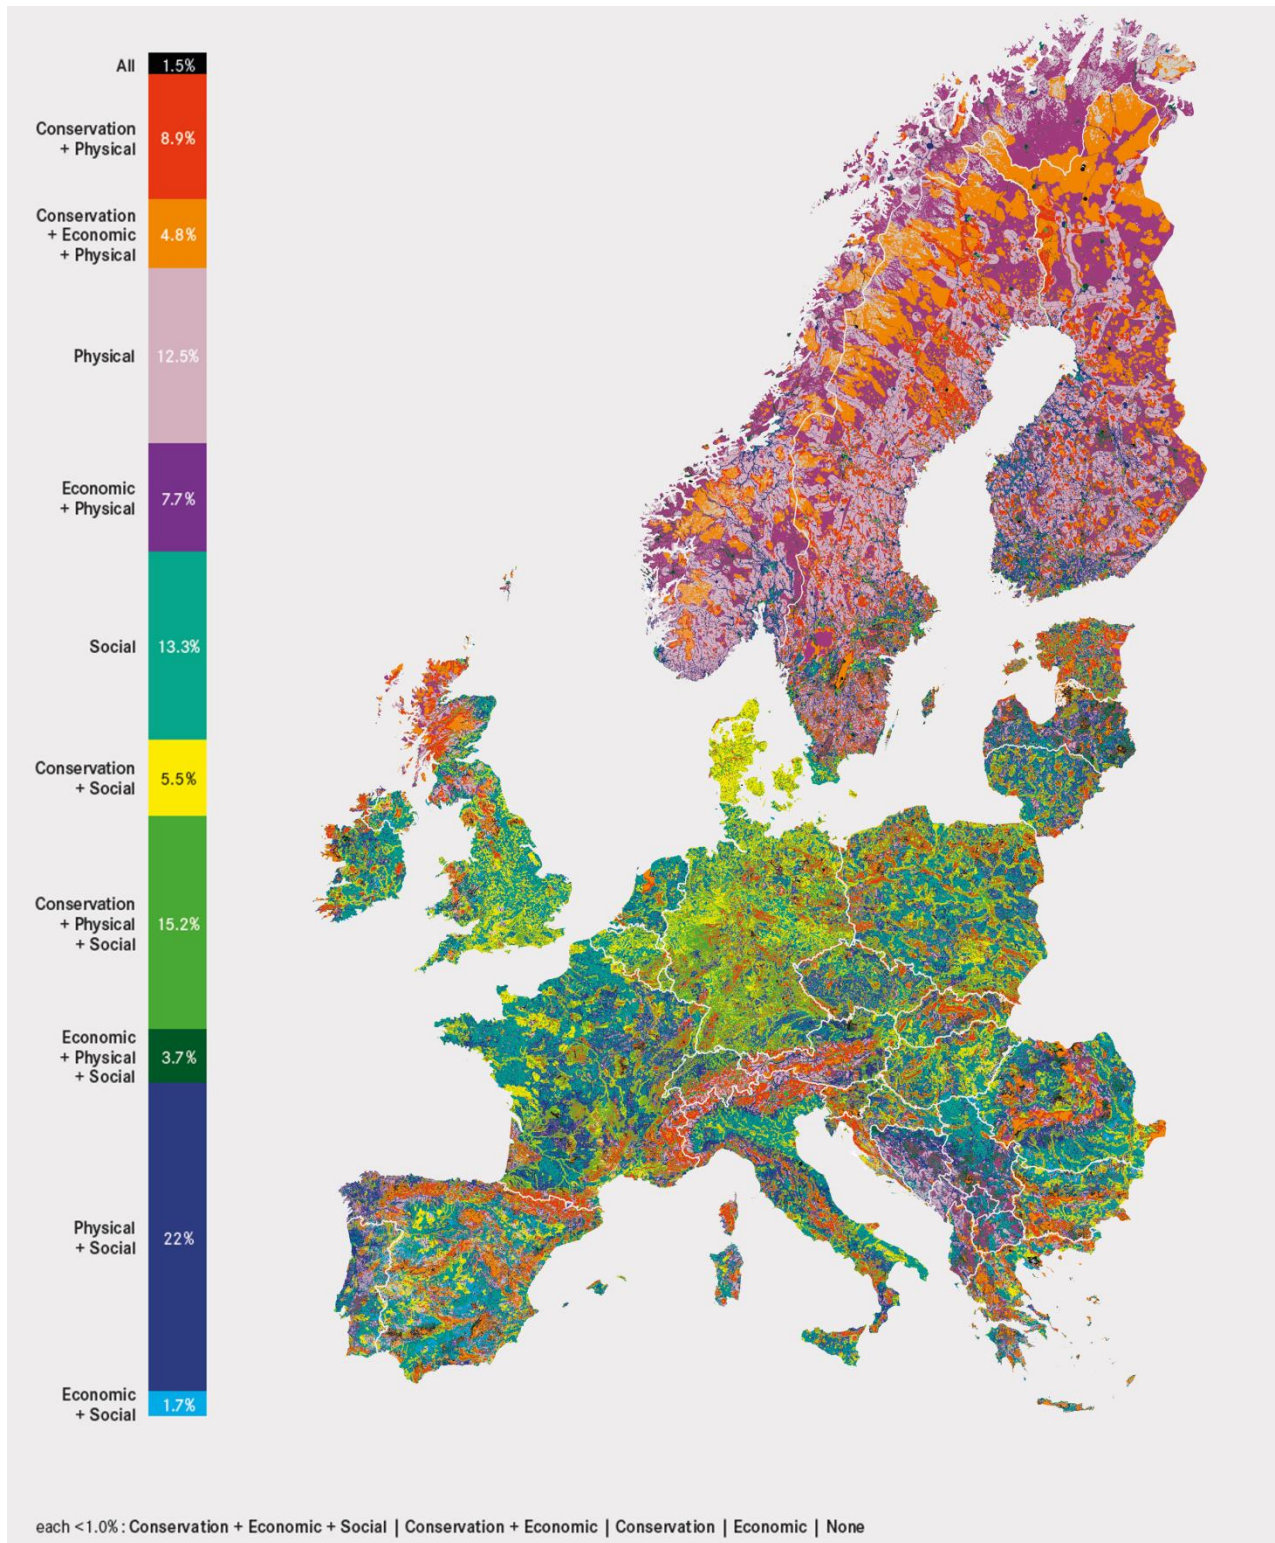 All
1.5%
Conservation
+ Physical
8.9%
Conservation
+ Economic
+ Physical
4.8%
Physical
12.5%
Economic
+ Physical
7.7%
Social
13.3%
Conservation
+ Social
5.5%
Conservation
+ Physical
+ Social
15.2%
Economic
+ Physical
+ Social
3.7%
Physical
+ Social
22%
Economic
+ Social
1.7%
each <1.0%: Conservation + Economic + Social | Conservation + Economic | Conservation | Economic | None